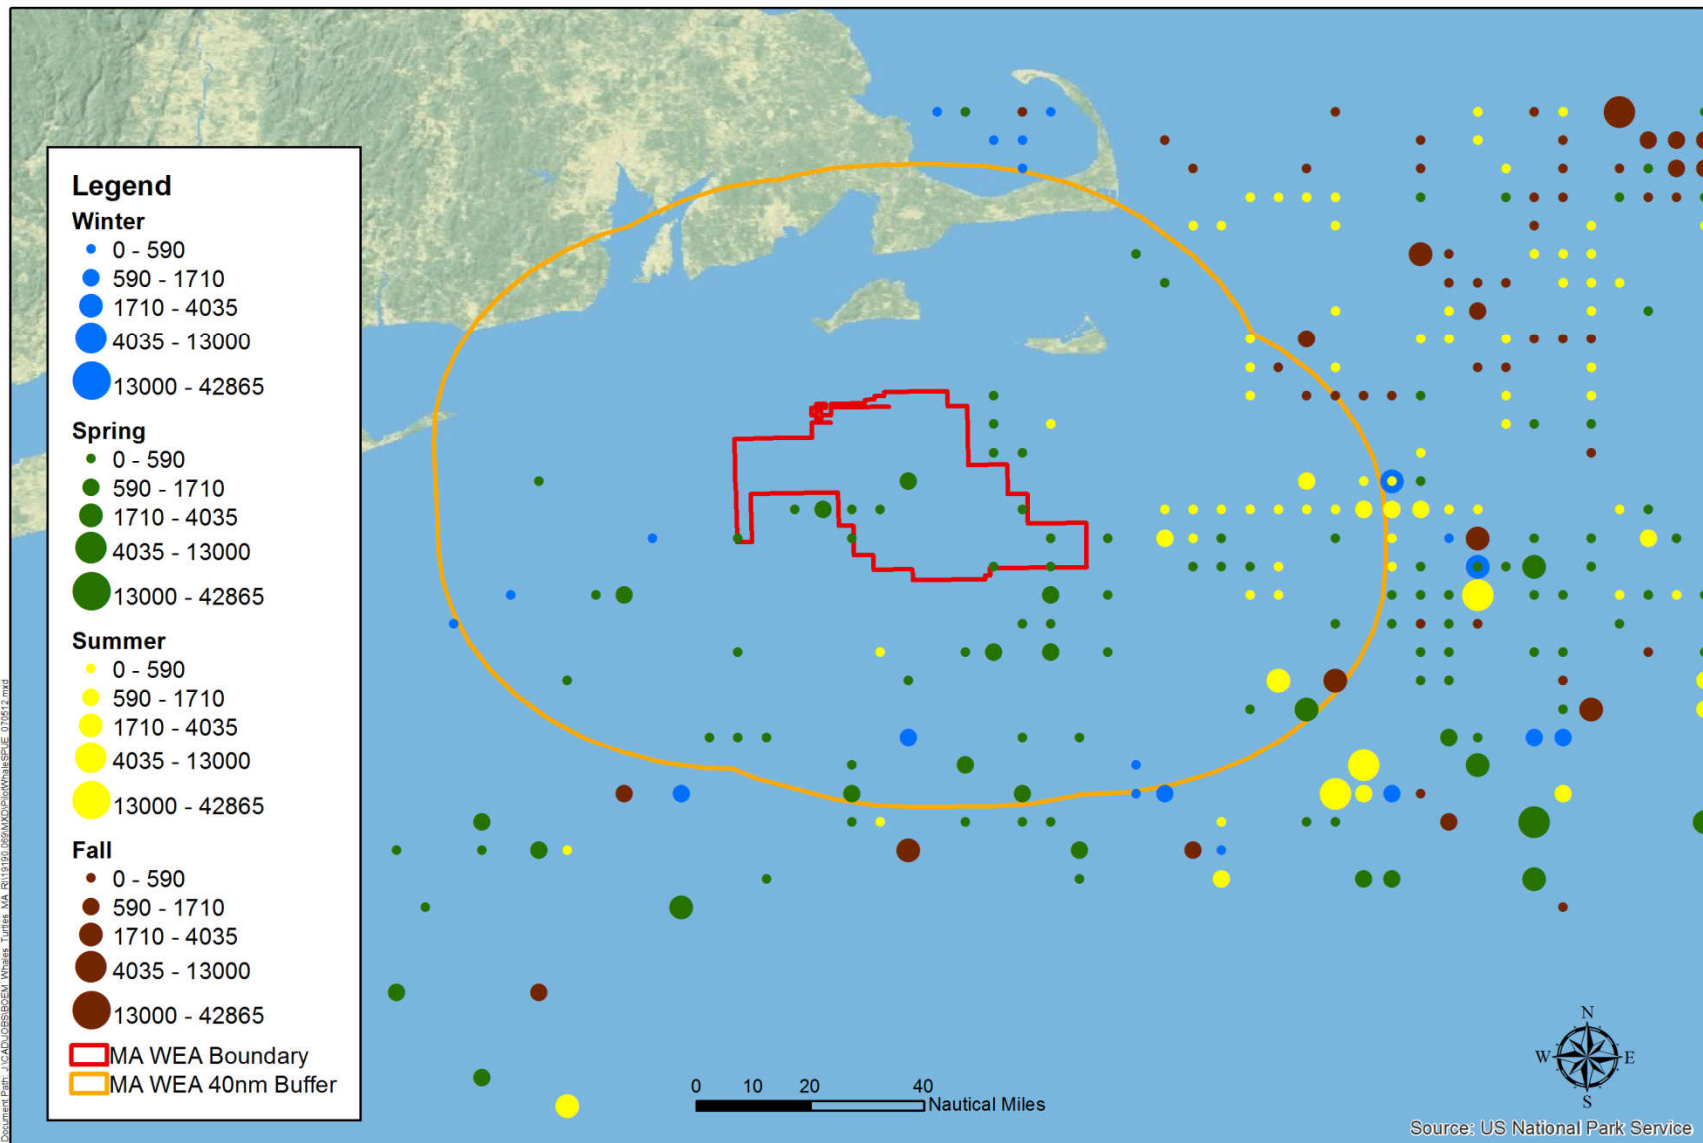 Legend
Winter
0 - 590
590 - 1710
1710 - 4035
4035 - 13000
13000 - 42865
Spring
0 - 590
590 - 1710
1710 - 4035
4035 - 13000
13000 - 42865
Summer
0 - 590
590 - 1710
1710 - 4035
4035 - 13000
13000 - 42865
Fall
0 - 590
590 - 1710
1710 - 4035
4035 - 13000
13000 - 42865
MA WEA Boundary
MA WEA 40nm Buffer
0 10 20 40
Nautical Miles
N
W E
S
Source: US National Park Service
Document Path: